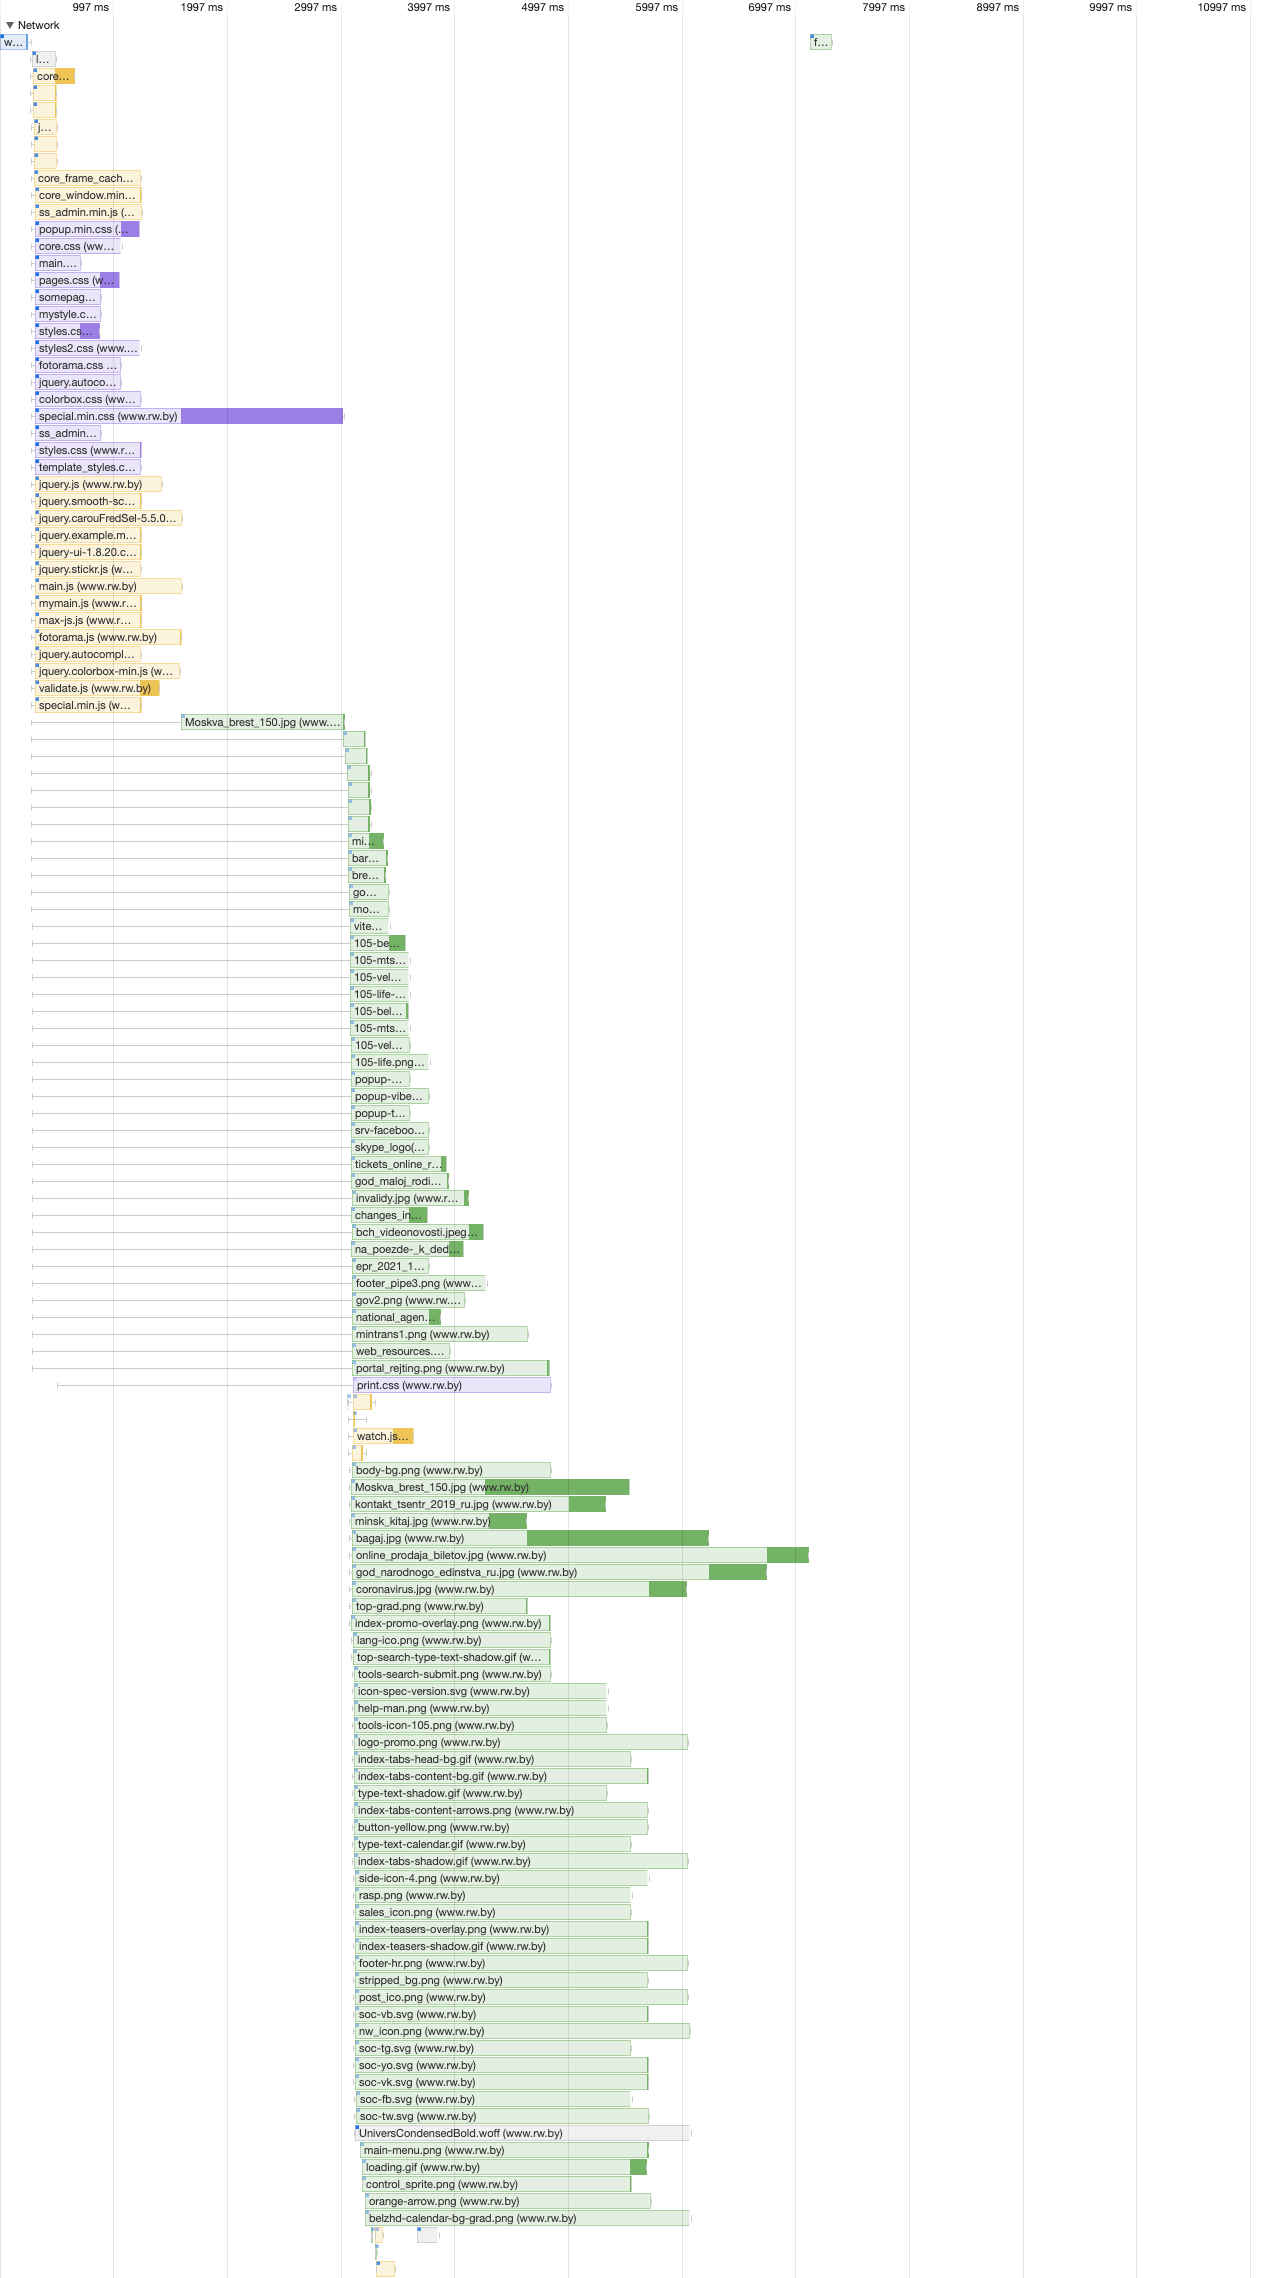 997 ms 1997 ms 2997 ms 3997 ms 4997 ms 5997 ms 6997 ms 7997 ms 8997 ms 9997 ms 10997 ms
▼ Network
w… f…
l…
core…
j…
core_frame_cach…
core_window.min…
ss_admin.min.js (…
popup.min.css (…
core.css (ww…
main.…
pages.css (w…
somepag…
mystyle.c…
styles.cs…
styles2.css (www.…
fotorama.css …
jquery.autoco…
colorbox.css (ww…
special.min.css (www.rw.by)
ss_admin…
styles.css (www.r…
template_styles.c…
jquery.js (www.rw.by)
jquery.smooth-sc…
jquery.carouFredSel-5.5.0…
jquery.example.m…
jquery-ui-1.8.20.c…
jquery.stickr.js (w…
main.js (www.rw.by)
mymain.js (www.r…
max-js.js (www.r…
fotorama.js (www.rw.by)
jquery.autocompl…
jquery.colorbox-min.js (w…
validate.js (www.rw.by)
special.min.js (w…
Moskva_brest_150.jpg (www.…
mi…
bar…
bre…
go…
mo…
vite…
105-be…
105-mts…
105-vel…
105-life-…
105-bel…
105-mts…
105-vel…
105-life.png…
popup-…
popup-vibe…
popup-t…
srv-faceboo…
skype_logo(…
tickets_online_r…
god_maloj_rodi…
invalidy.jpg (www.r…
changes_in…
bch_videonovosti.jpeg…
na_poezde-_k_ded…
epr_2021_1…
footer_pipe3.png (www…
gov2.png (www.rw.…
national_agen…
mintrans1.png (www.rw.by)
web_resources.…
portal_rejting.png (www.rw.by)
print.css (www.rw.by)
watch.js…
body-bg.png (www.rw.by)
Moskva_brest_150.jpg (www.rw.by)
kontakt_tsentr_2019_ru.jpg (www.rw.by)
minsk_kitaj.jpg (www.rw.by)
bagaj.jpg (www.rw.by)
online_prodaja_biletov.jpg (www.rw.by)
god_narodnogo_edinstva_ru.jpg (www.rw.by)
coronavirus.jpg (www.rw.by)
top-grad.png (www.rw.by)
index-promo-overlay.png (www.rw.by)
lang-ico.png (www.rw.by)
top-search-type-text-shadow.gif (w…
tools-search-submit.png (www.rw.by)
icon-spec-version.svg (www.rw.by)
help-man.png (www.rw.by)
tools-icon-105.png (www.rw.by)
logo-promo.png (www.rw.by)
index-tabs-head-bg.gif (www.rw.by)
index-tabs-content-bg.gif (www.rw.by)
type-text-shadow.gif (www.rw.by)
index-tabs-content-arrows.png (www.rw.by)
button-yellow.png (www.rw.by)
type-text-calendar.gif (www.rw.by)
index-tabs-shadow.gif (www.rw.by)
side-icon-4.png (www.rw.by)
rasp.png (www.rw.by)
sales_icon.png (www.rw.by)
index-teasers-overlay.png (www.rw.by)
index-teasers-shadow.gif (www.rw.by)
footer-hr.png (www.rw.by)
stripped_bg.png (www.rw.by)
post_ico.png (www.rw.by)
soc-vb.svg (www.rw.by)
nw_icon.png (www.rw.by)
soc-tg.svg (www.rw.by)
soc-yo.svg (www.rw.by)
soc-vk.svg (www.rw.by)
soc-fb.svg (www.rw.by)
soc-tw.svg (www.rw.by)
UniversCondensedBold.woff (www.rw.by)
main-menu.png (www.rw.by)
loading.gif (www.rw.by)
control_sprite.png (www.rw.by)
orange-arrow.png (www.rw.by)
belzhd-calendar-bg-grad.png (www.rw.by)